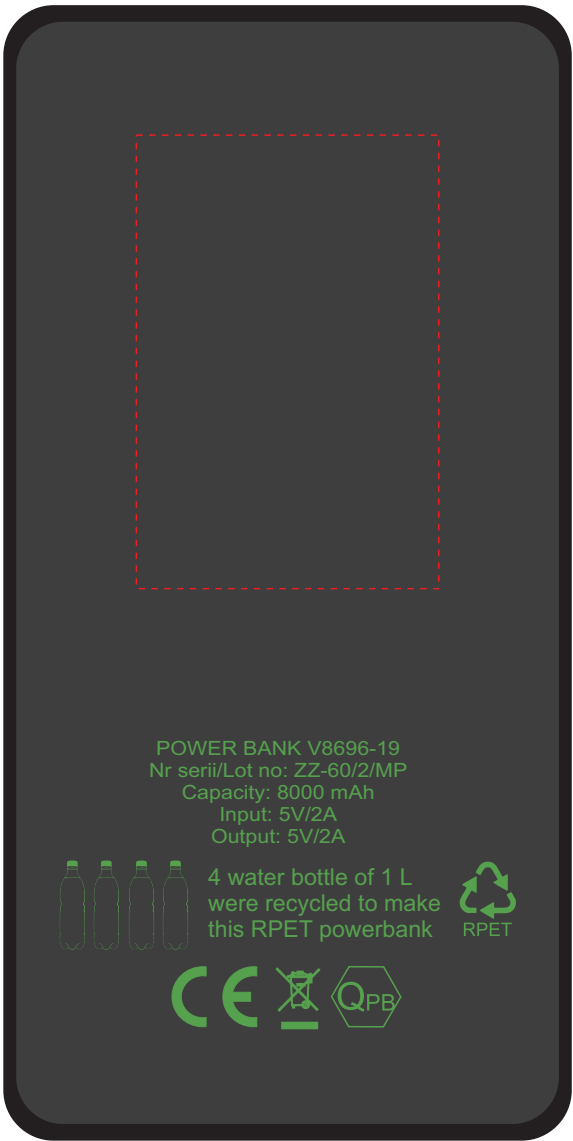 POWER BANK V8696-19
Nr serii/Lot no: ZZ-60/2/MP
Capacity: 8000 mAh
Input: 5V/2A
Output: 5V/2A
4 water bottle of 1 L
were recycled to make
this RPET powerbank
RPET
CE
QPB